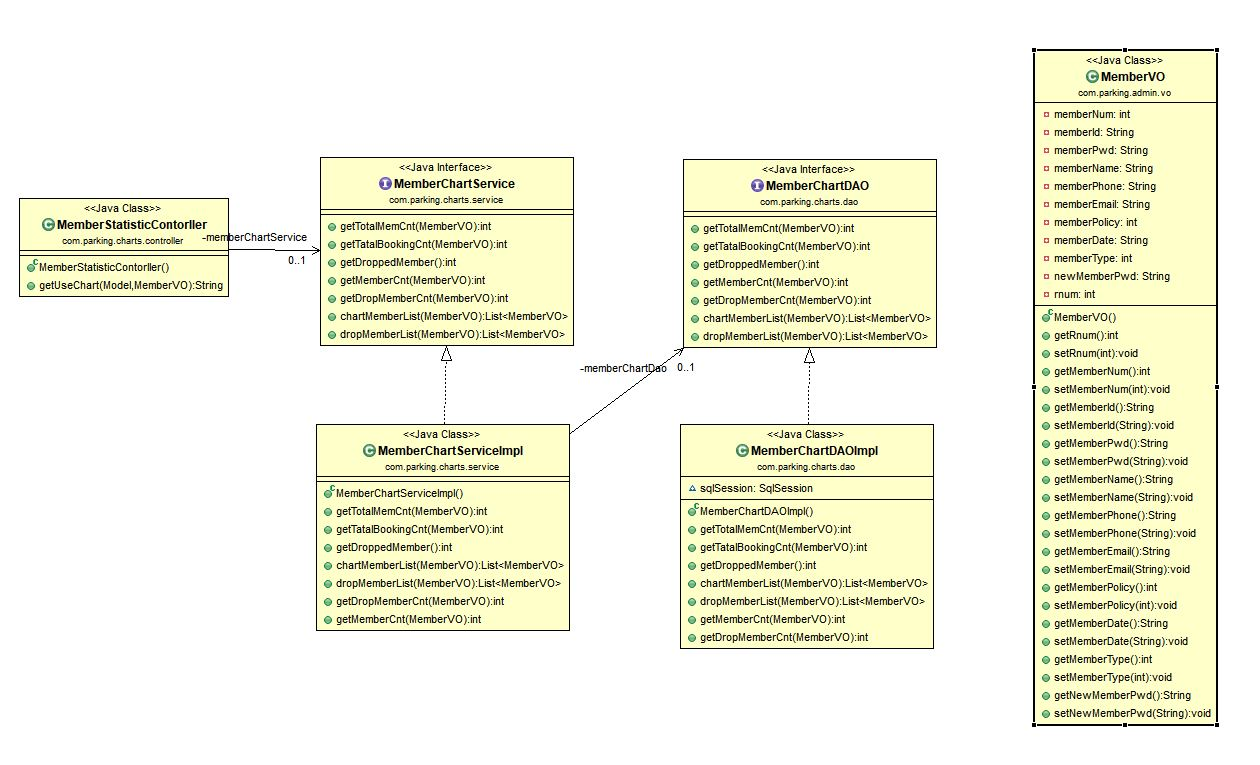 <<Java Class>>
MemberStatisticContorller
com.parking.charts.controller
MemberStatisticContorller()
getUseChart(Model,MemberVO):String
-memberChartService
0..1
<<Java Interface>>
MemberChartService
com.parking.charts.service
getTotalMemCnt(MemberVO):int
getTatalBookingCnt(MemberVO):int
getDroppedMember():int
getMemberCnt(MemberVO):int
getDropMemberCnt(MemberVO):int
chartMemberList(MemberVO):List<MemberVO>
dropMemberList(MemberVO):List<MemberVO>
<<Java Class>>
MemberChartServiceImpl
com.parking.charts.service
MemberChartServiceImpl()
getTotalMemCnt(MemberVO):int
getTatalBookingCnt(MemberVO):int
getDroppedMember():int
chartMemberList(MemberVO):List<MemberVO>
dropMemberList(MemberVO):List<MemberVO>
getDropMemberCnt(MemberVO):int
getMemberCnt(MemberVO):int
-memberChartDao
0..1
<<Java Interface>>
MemberChartDAO
com.parking.charts.dao
getTotalMemCnt(MemberVO):int
getTatalBookingCnt(MemberVO):int
getDroppedMember():int
getMemberCnt(MemberVO):int
getDropMemberCnt(MemberVO):int
chartMemberList(MemberVO):List<MemberVO>
dropMemberList(MemberVO):List<MemberVO>
<<Java Class>>
MemberChartDAOImpl
com.parking.charts.dao
sqlSession: SqlSession
MemberChartDAOImpl()
getTotalMemCnt(MemberVO):int
getTatalBookingCnt(MemberVO):int
getDroppedMember():int
chartMemberList(MemberVO):List<MemberVO>
dropMemberList(MemberVO):List<MemberVO>
getMemberCnt(MemberVO):int
getDropMemberCnt(MemberVO):int
<<Java Class>>
MemberVO
com.parking.admin.vo
memberNum: int
memberId: String
memberPwd: String
memberName: String
memberPhone: String
memberEmail: String
memberPolicy: int
memberDate: String
memberType: int
newMemberPwd: String
rnum: int
MemberVO()
getRnum():int
setRnum(int):void
getMemberNum():int
setMemberNum(int):void
getMemberId():String
setMemberId(String):void
getMemberPwd():String
setMemberPwd(String):void
getMemberName():String
setMemberName(String):void
getMemberPhone():String
setMemberPhone(String):void
getMemberEmail():String
setMemberEmail(String):void
getMemberPolicy():int
setMemberPolicy(int):void
getMemberDate():String
setMemberDate(String):void
getMemberType():int
setMemberType(int):void
getNewMemberPwd():String
setNewMemberPwd(String):void